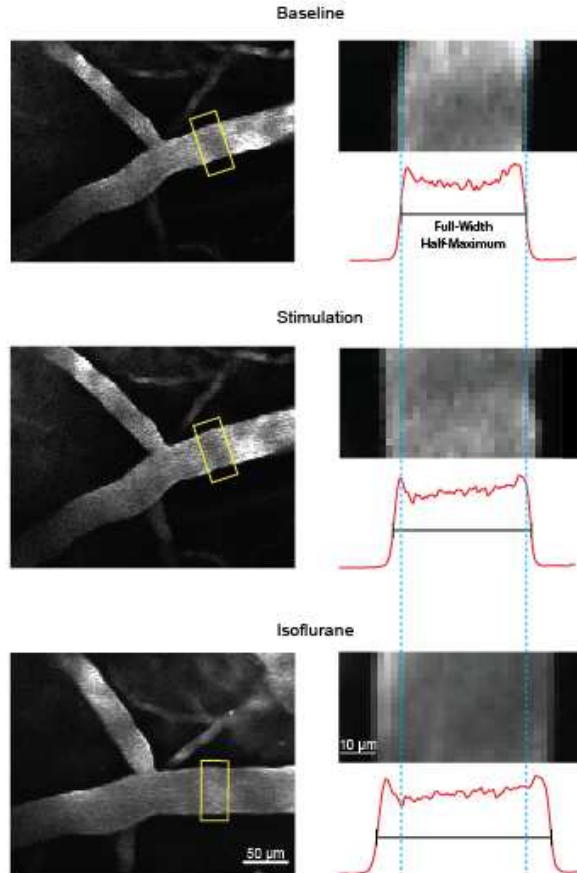 Baseline
Full-Width
Half-Maximum
Stimulation
Isoflurane
10 µm
50 µm